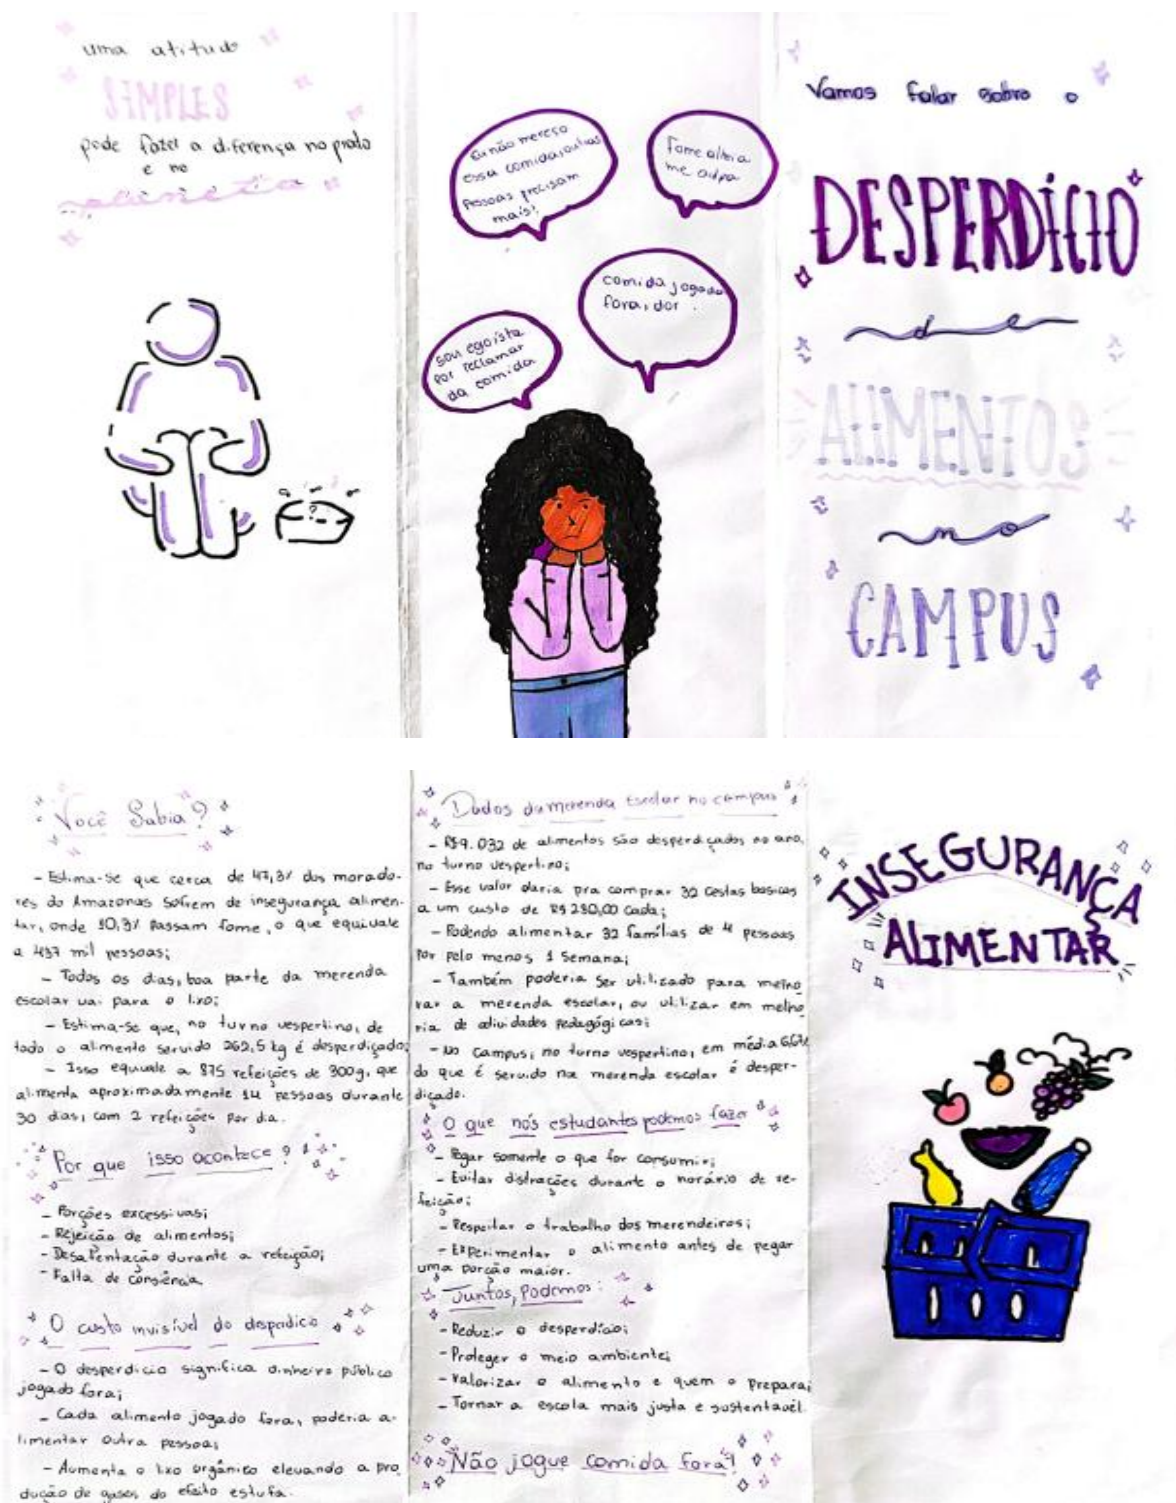 uma atitude
SIMPLES
pode fazer a diferença no prato
e no
planeta
Eu não mereço
essa comida, outras
pessoas precisam
mais!
fome alheia
me culpa
comida jogada
fora, dor.
sou egoista
por reclamar
da comida
Vamos falar sobre o
DESPERDÍCIO
de
ALIMENTOS
no
CAMPUS
Você Sabia?
- Estima-se que cerca de 47,3% dos morado-
res do Amazonas sofrem de insegurança alimen-
tar, onde 10,3% passam fome, o que equivale
a 437 mil pessoas;
- Todos os dias, boa parte da merenda
escolar vai para o lixo;
- Estima-se que, no turno vespertino, de
todo o alimento servido 262,5 kg é desperdiçado;
- Isso equivale a 875 refeições de 300g, que
alimenta aproximadamente 14 pessoas durante
30 dias, com 2 refeições por dia.
Por que isso acontece?
- Porções excessivas;
- Rejeição de alimentos;
- Desatentação durante a refeição;
- Falta de consiência
O custo invisível do despedico
- O desperdicio significa dinheiro público
jogado fora;
- Cada alimento jogado fora, poderia a-
limentar outra pessoa;
- Aumenta o lixo orgânico elevando a pro
dução de gases do efeito estufa.
Dados da merenda Escolar no campus
- R$9.032 de alimentos são desperdiçados no ano,
no turno vespertino;
- Esse valor daria pra comprar 32 cestas basicas
a um custo de R$ 280,00 cada;
- Podendo alimentar 32 famílias de 4 pessoas
por pelo menos 1 semana;
- Também poderia ser utilizado para melho
rar a merenda escolar, ou utilizar em melho
ria de atividades pedagógicas;
- No campus, no turno vespertino, em média
do que é servido na merenda escolar é desper-
diçado.
O que nós estudantes podemos fazer
- Pegar somente o que for consumir;
- Evitar distrações durante o horário de re-
feição;
- Respeitar o trabalho dos merendeiros;
- Experimentar o alimento antes de pegar
uma porção maior.
Juntos, Podemos:
- Reduzir o desperdício;
- Proteger o meio ambiente;
- Valorizar o alimento e quem o prepara;
- Tornar a escola mais justa e sustentavél.
Não jogue comida fora!
INSEGURANÇA
ALIMENTAR